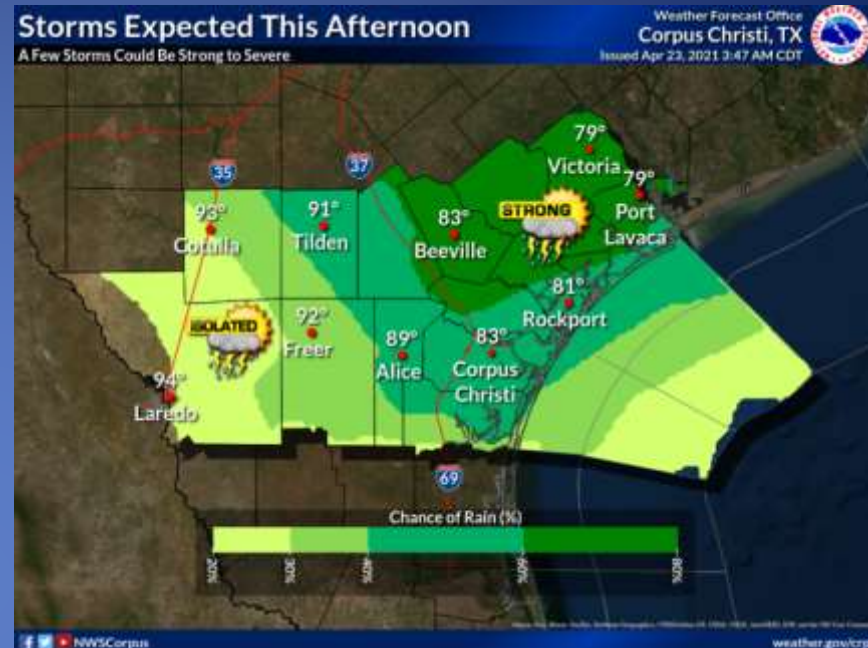 Storms Expected This Afternoon
A Few Storms Could Be Strong to Severe
Weather Forecast Office
Corpus Christi, TX
Issued Apr 23, 2021 3:47 AM CDT
79°
Victoria
35
37
79°
Port
Lavaca
93°
Cotulla
91°
Tilden
83°
Beeville
STRONG
81°
Rockport
ISOLATED
92°
Freer
89°
Alice
83°
Corpus
Christi
94°
Laredo
69
Chance of Rain (%)
20%
30%
40%
60%
80%
NWSCorpus
weather.gov/crp